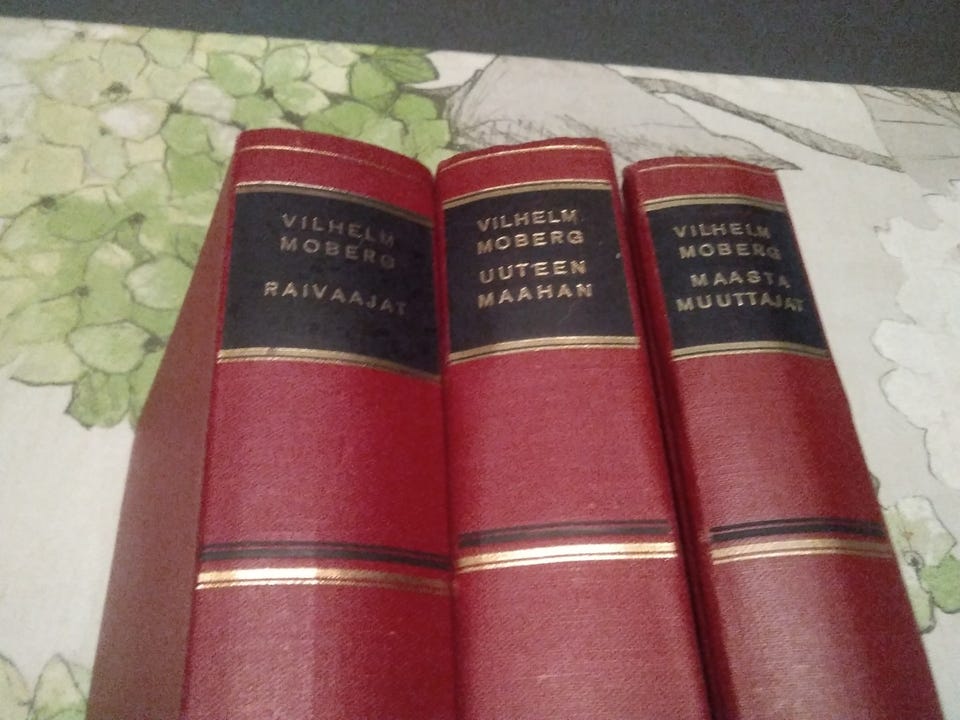 VILHELM
MOBERG
RAIVAAJAT
VILHELM
MOBERG
UUTEEN
MAAHAN
VILHELM
MOBERG
MAASTA
MUUTTAJAT